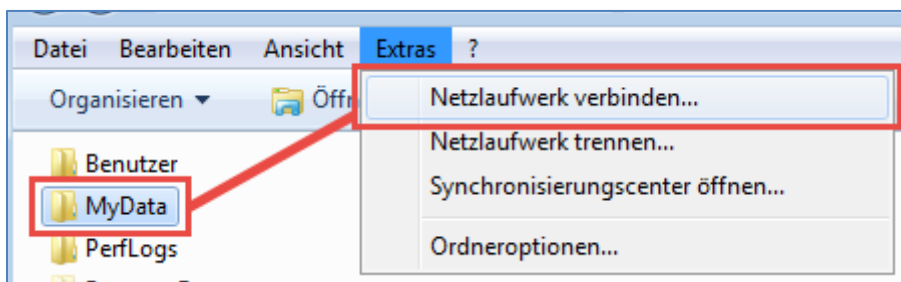 Datei Bearbeiten Ansicht Extras ?
Organisieren
Netzlaufwerk verbinden...
Netzlaufwerk trennen...
Synchronisierungscenter öffnen...
Ordneroptionen...
Benutzer
MyData
PerfLogs